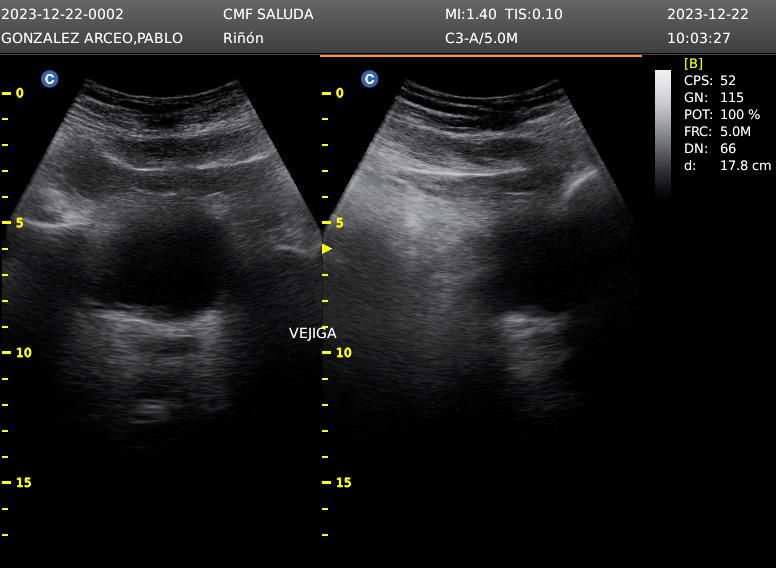 2023-12-22-0002 CMF SALUDA MI:1.40 TIS:0.10 2023-12-22
GONZALEZ ARCEO,PABLO Riñón C3-A/5.0M 10:03:27
C C
[B]
CPS: 52
GN: 115
POT: 100 %
FRC: 5.0M
DN: 66
d: 17.8 cm
0 0
5 5
VEJIGA
10 10
15 15